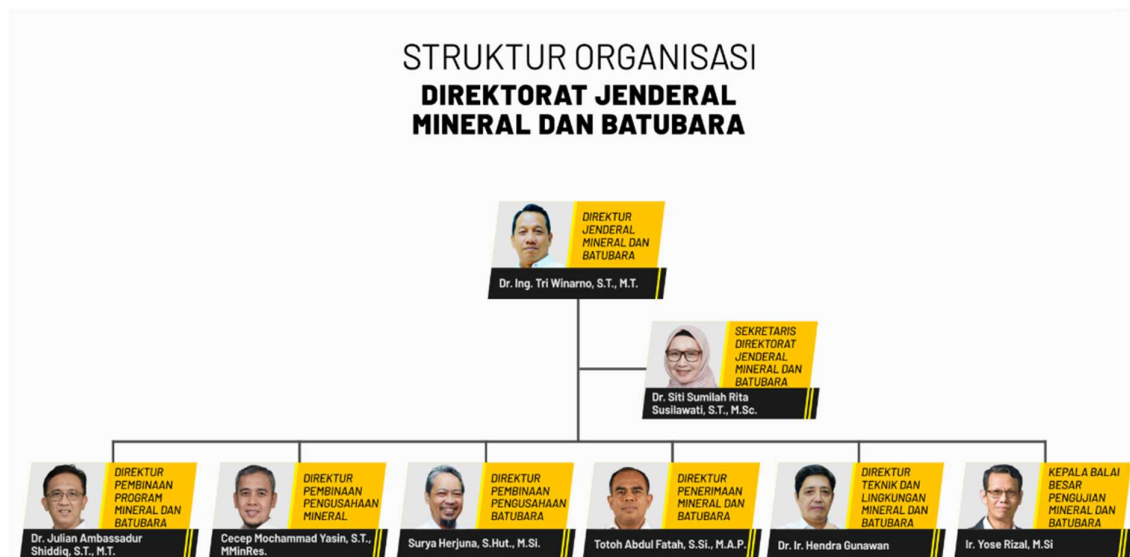 STRUKTUR ORGANISASI
DIREKTORAT JENDERAL
MINERAL DAN BATUBARA
DIREKTUR
JENDERAL
MINERAL DAN
BATUBARA
Dr. Ing. Tri Winarno, S.T., M.T.
SEKRETARIS
DIREKTORAT
JENDERAL
MINERAL DAN
BATUBARA
Dr. Siti Sumilah Rita
Susilawati, S.T., M.Sc.
DIREKTUR
PEMBINAAN
PROGRAM
MINERAL DAN
BATUBARA
Dr. Julian Ambassadur
Shiddiq, S.T., M.T.
DIREKTUR
PEMBINAAN
PENGUSAHAAN
MINERAL
Cecep Mochammad Yasin, S.T.,
MMinRes.
DIREKTUR
PEMBINAAN
PENGUSAHAAN
BATUBARA
Surya Herjuna, S.Hut., M.Si.
DIREKTUR
PENERIMAAN
MINERAL DAN
BATUBARA
Totoh Abdul Fatah, S.Si., M.A.P.
DIREKTUR
TEKNIK DAN
LINGKUNGAN
MINERAL DAN
BATUBARA
Dr. Ir. Hendra Gunawan
KEPALA BALAI
BESAR
PENGUJIAN
MINERAL DAN
BATUBARA
Ir. Yose Rizal, M.Si